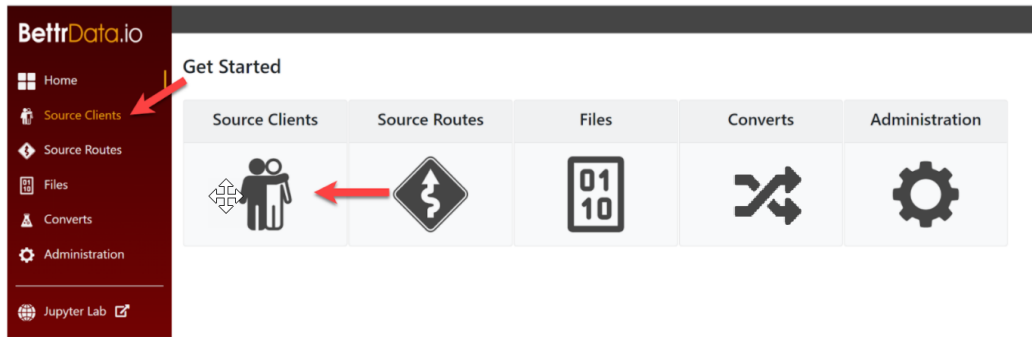 BettrData.io
Home
Source Clients
Source Routes
Files
Converts
Administration
Jupyter Lab
Get Started
Source Clients Source Routes Files Converts Administration
01
10